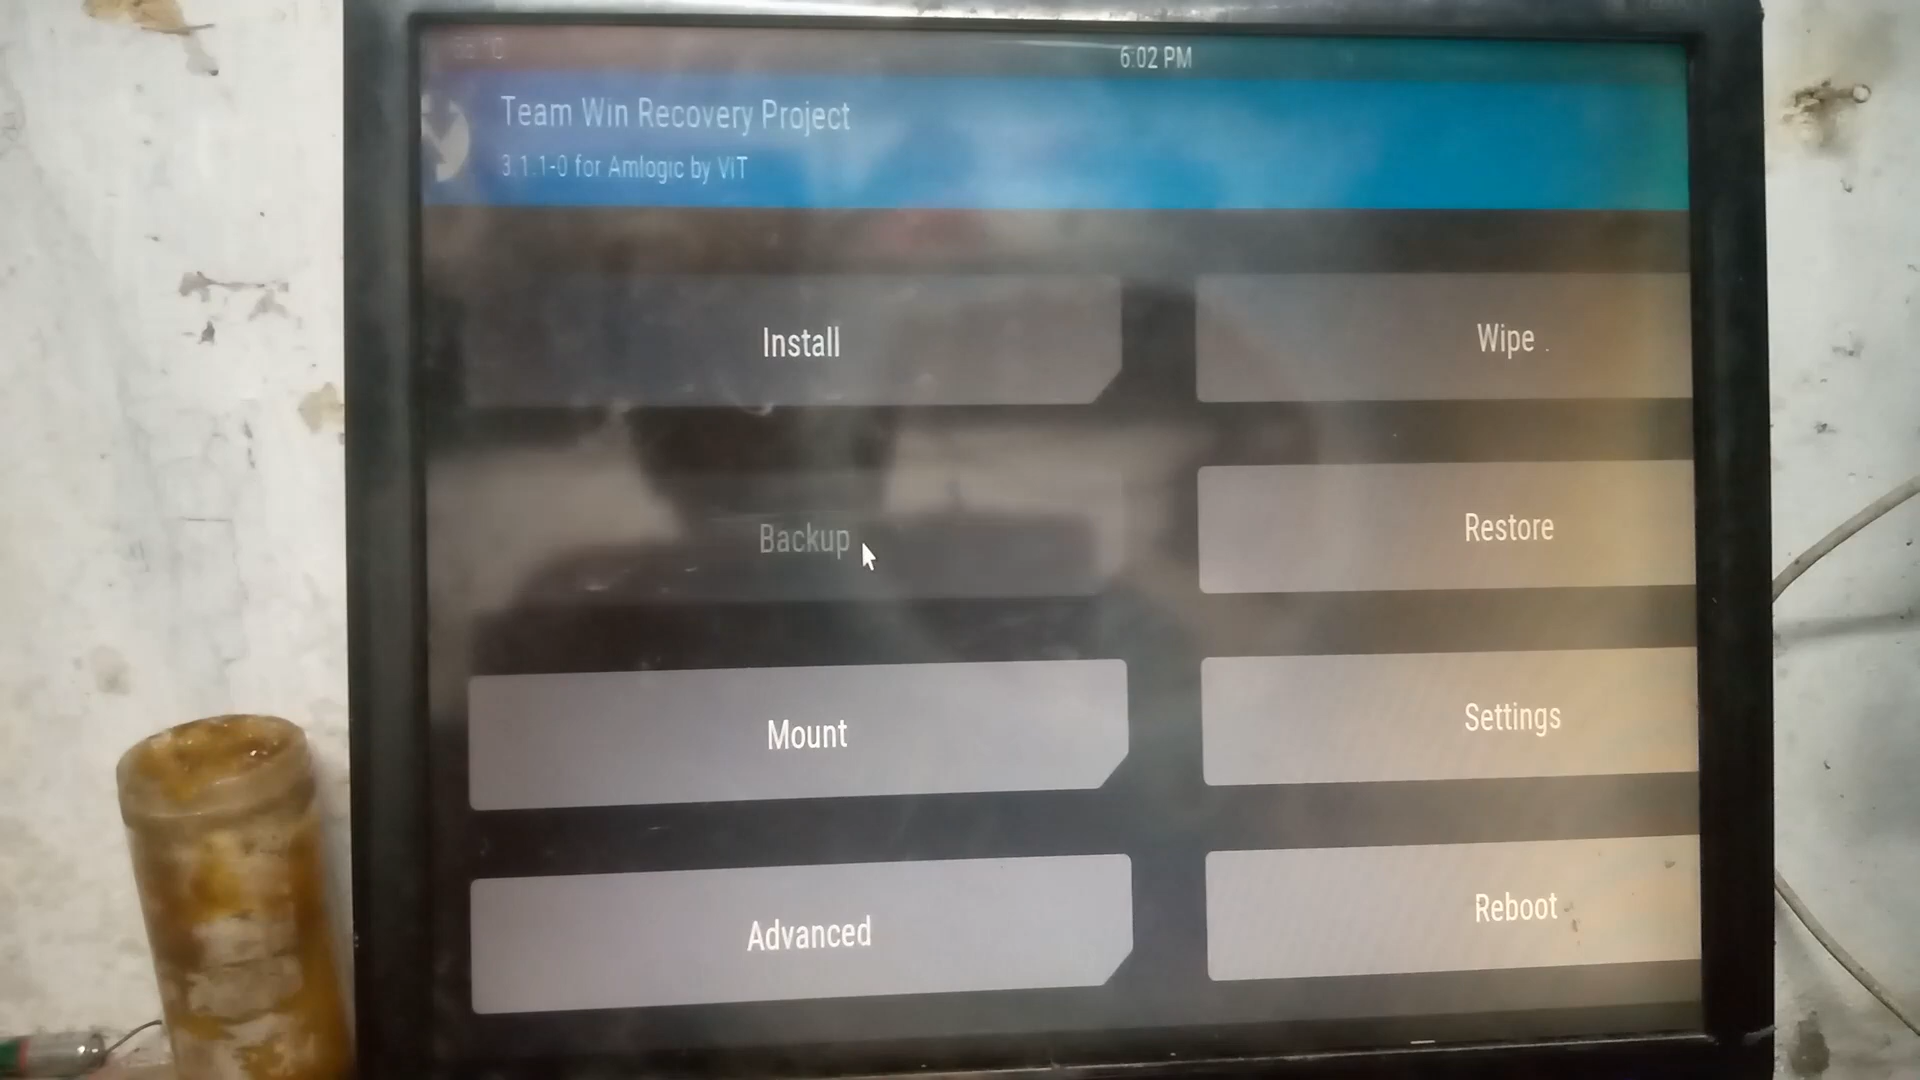 6:02 PM
Team Win Recovery Project
3.1.1-0 for Amlogic by ViT
Install
Wipe
Backup
Restore
Mount
Settings
Advanced
Reboot